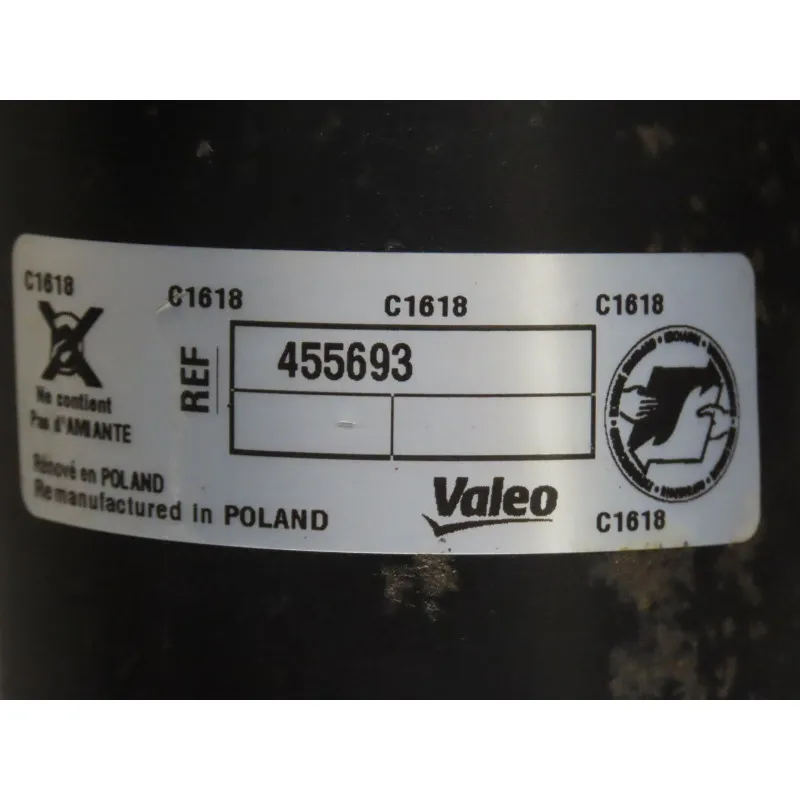 C1618
C1618
C1618
C1618
REF
455693
Ne contient
Pas d'AMIANTE
Rénové en POLAND
Remanufactured in POLAND
Valeo
C1618